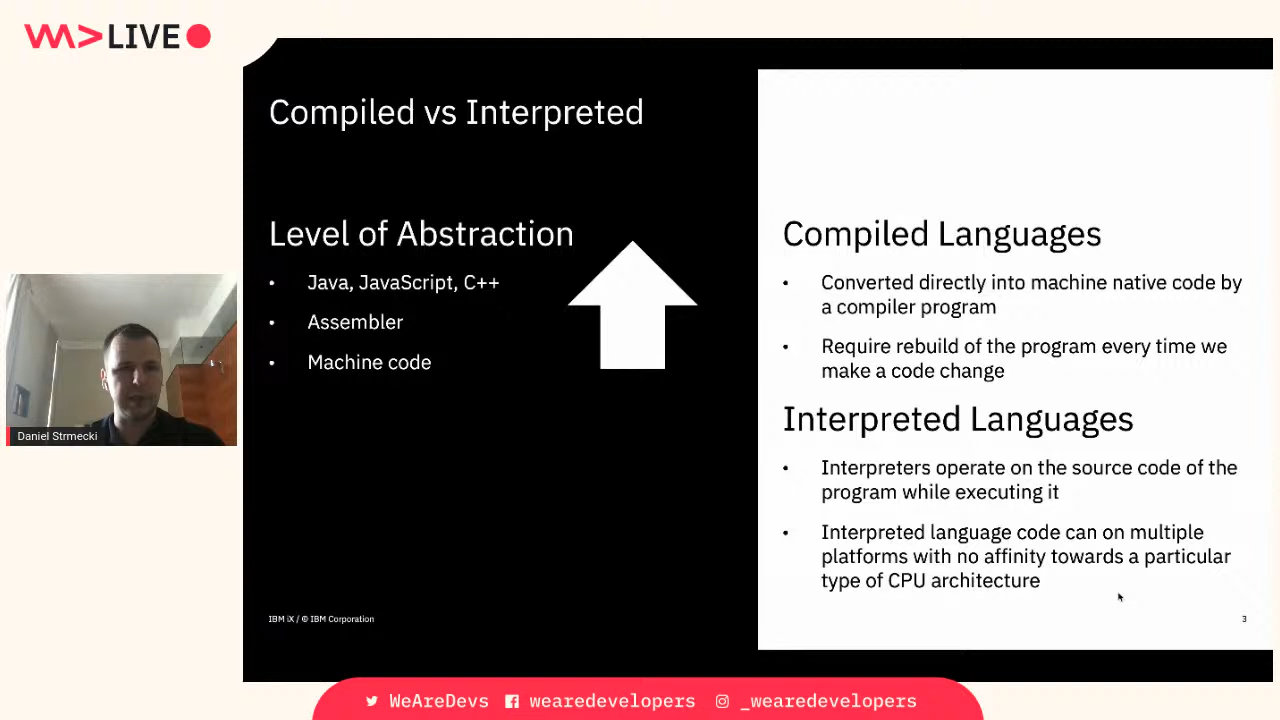 LIVE
Compiled vs Interpreted
Level of Abstraction
• Java, JavaScript, C++
• Assembler
• Machine code
IBM iX / © IBM Corporation
Compiled Languages
• Converted directly into machine native code by
a compiler program
• Require rebuild of the program every time we
make a code change
Interpreted Languages
• Interpreters operate on the source code of the
program while executing it
• Interpreted language code can on multiple
platforms with no affinity towards a particular
type of CPU architecture
3
Daniel Strmecki
WeAreDevs wearedevelopers _wearedevelopers